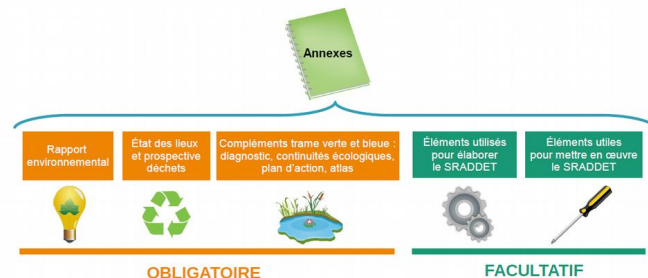 Annexes
Rapport
environnemental
État des lieux
et prospective
déchets
Compléments trame verte et bleue :
diagnostic, continuités écologiques,
plan d'action, atlas
Éléments utilisés
pour élaborer
le SRADDET
Éléments utiles
pour mettre en œuvre
le SRADDET
OBLIGATOIRE
FACULTATIF